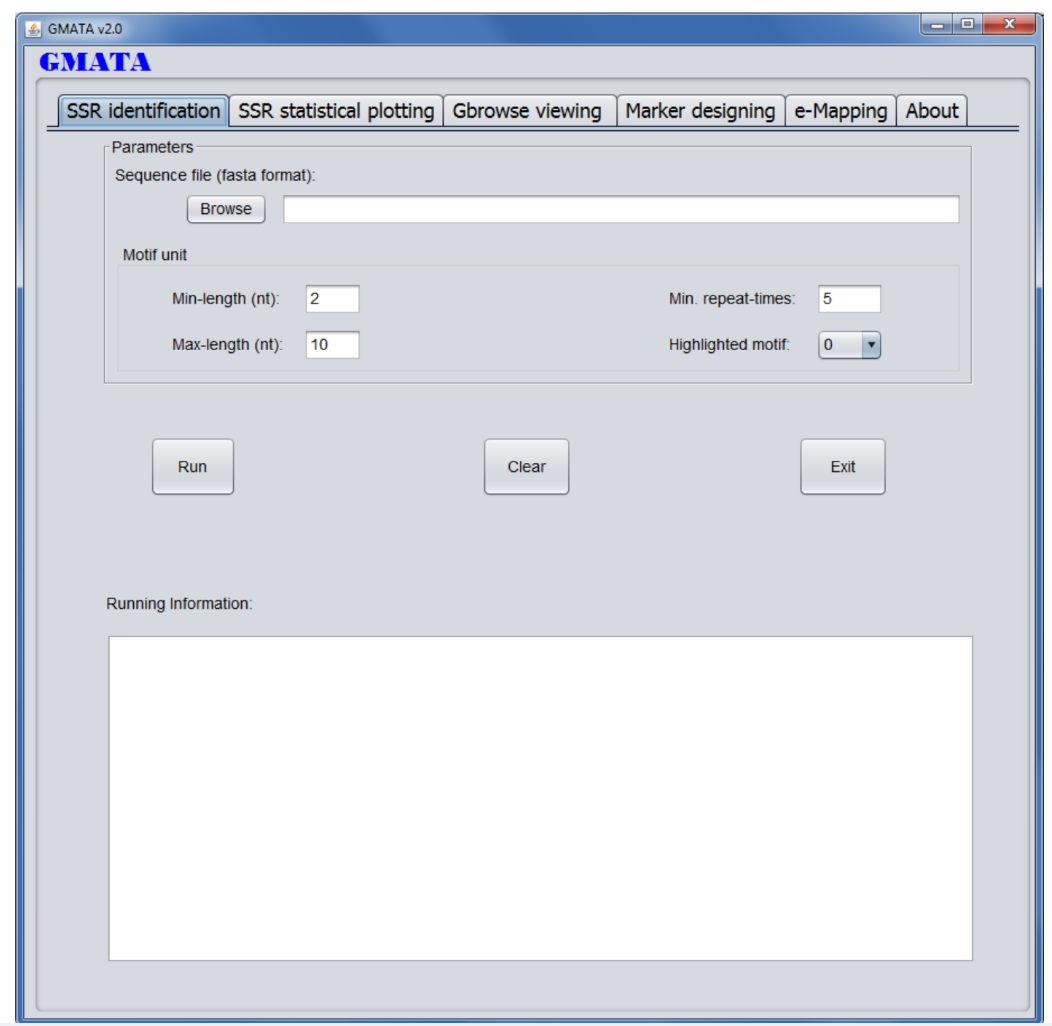 GMATA v2.0
GMATA
SSR identification SSR statistical plotting Gbrowse viewing Marker designing e-Mapping About
Parameters
Sequence file (fasta format):
Browse
Motif unit
Min-length (nt): 2 Min. repeat-times: 5
Max-length (nt): 10 Highlighted motif: 0
Run Clear Exit
Running Information: